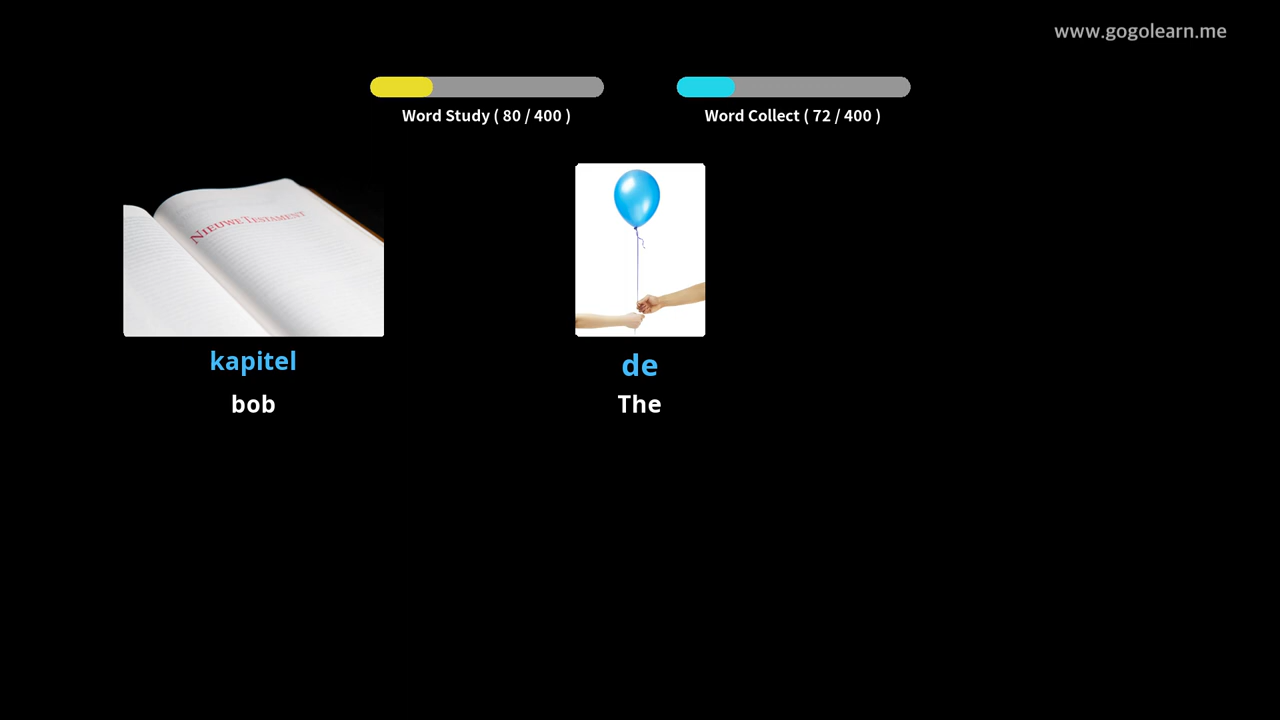 www.gogolearn.me
Word Study ( 80 / 400 )
Word Collect ( 72 / 400 )
NIEUWE TESTAMENT
kapitel
bob
de
The